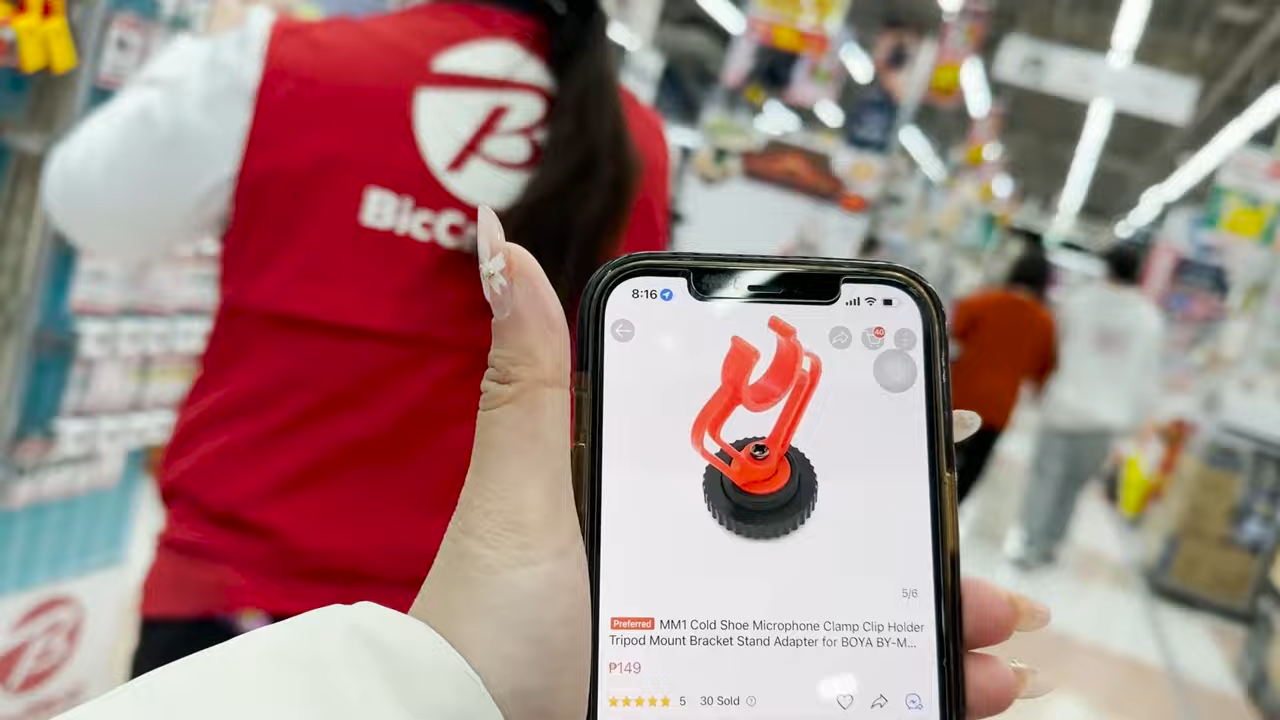 BicC
8:16
40
5/6
Preferred MM1 Cold Shoe Microphone Clamp Clip Holder
Tripod Mount Bracket Stand Adapter for BOYA BY-M...
₱149
5 30 Sold